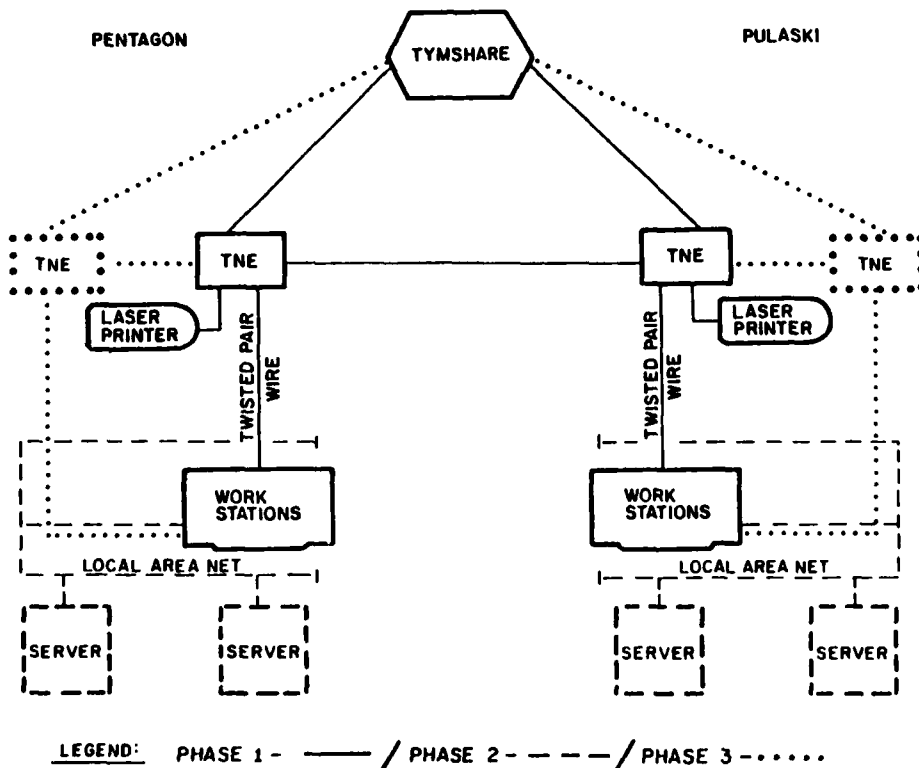 PENTAGON
TYMSHARE
PULASKI
TNE
TNE
TNE
TNE
LASER
PRINTER
LASER
PRINTER
TWISTED PAIR
WIRE
TWISTED PAIR
WIRE
WORK
STATIONS
WORK
STATIONS
LOCAL AREA NET
LOCAL AREA NET
SERVER
SERVER
SERVER
SERVER
LEGEND: PHASE 1 - / PHASE 2 - / PHASE 3 -